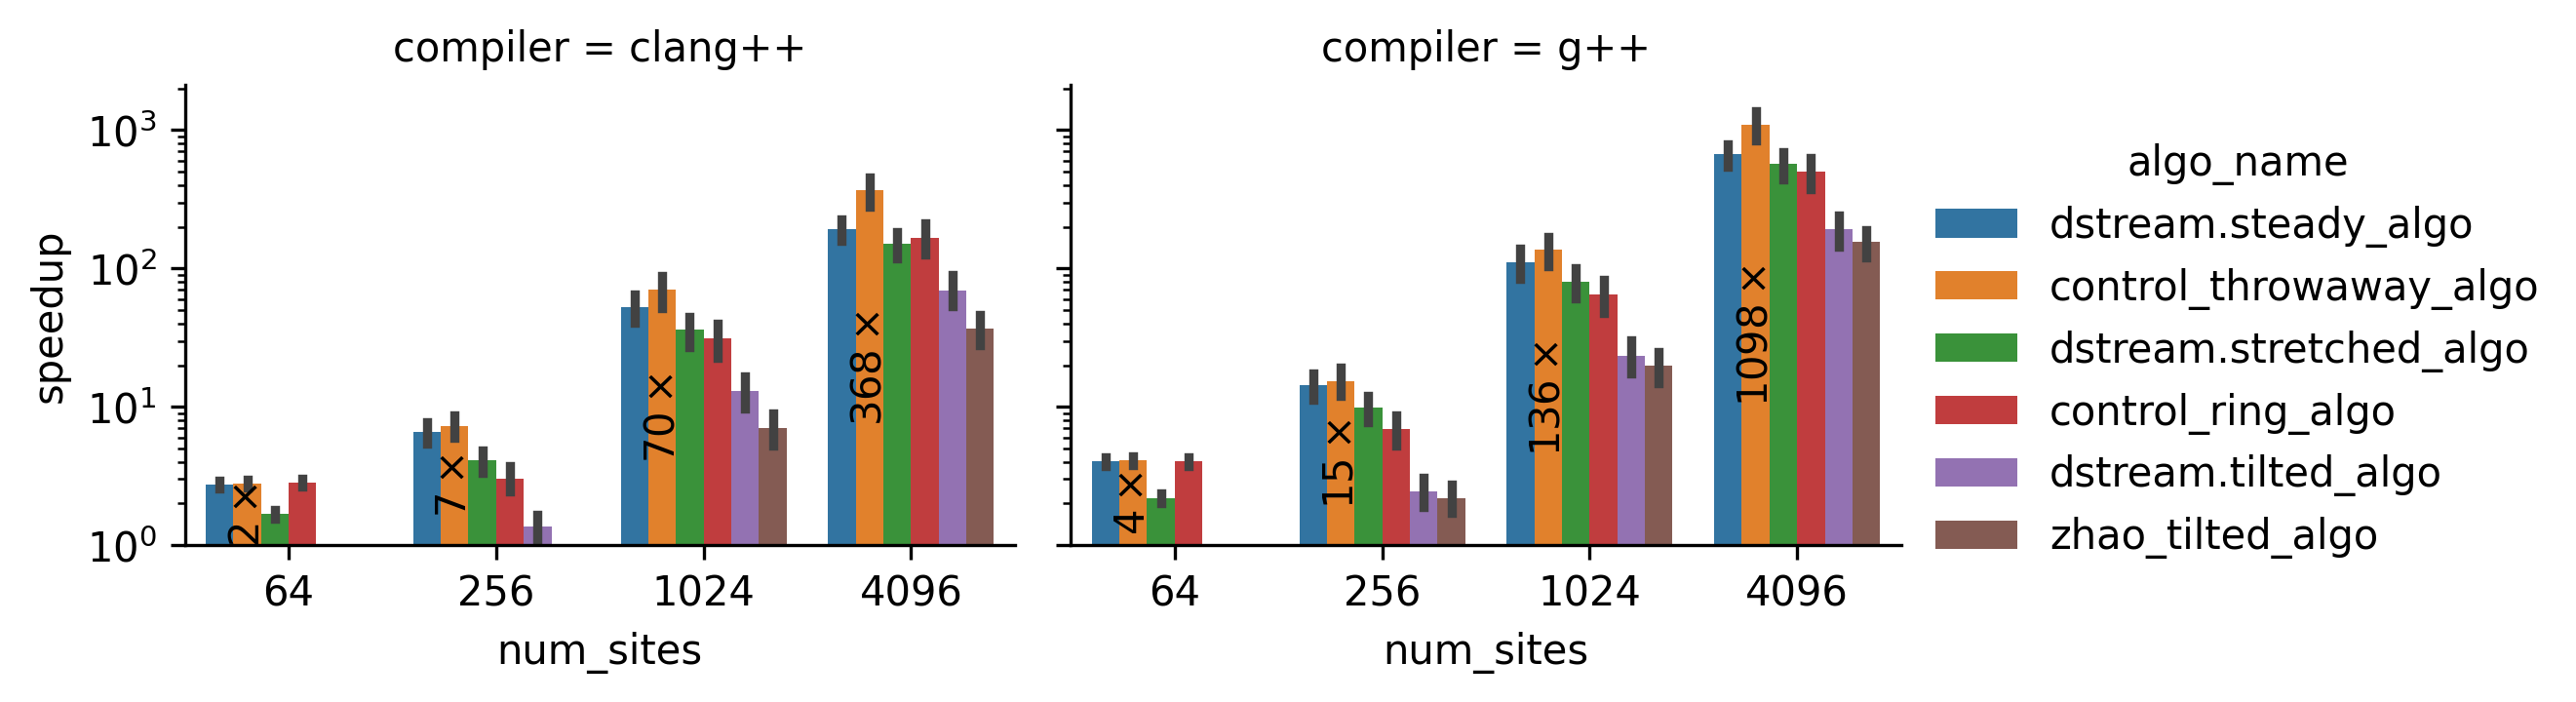 compiler = clang++
compiler = g++
speedup
10³
10²
10¹
10⁰
2 ×
7 ×
70 ×
368 ×
4 ×
15 ×
136 ×
1098 ×
64
256
1024
4096
64
256
1024
4096
num_sites
num_sites
algo_name
dstream.steady_algo
control_throwaway_algo
dstream.stretched_algo
control_ring_algo
dstream.tilted_algo
zhao_tilted_algo